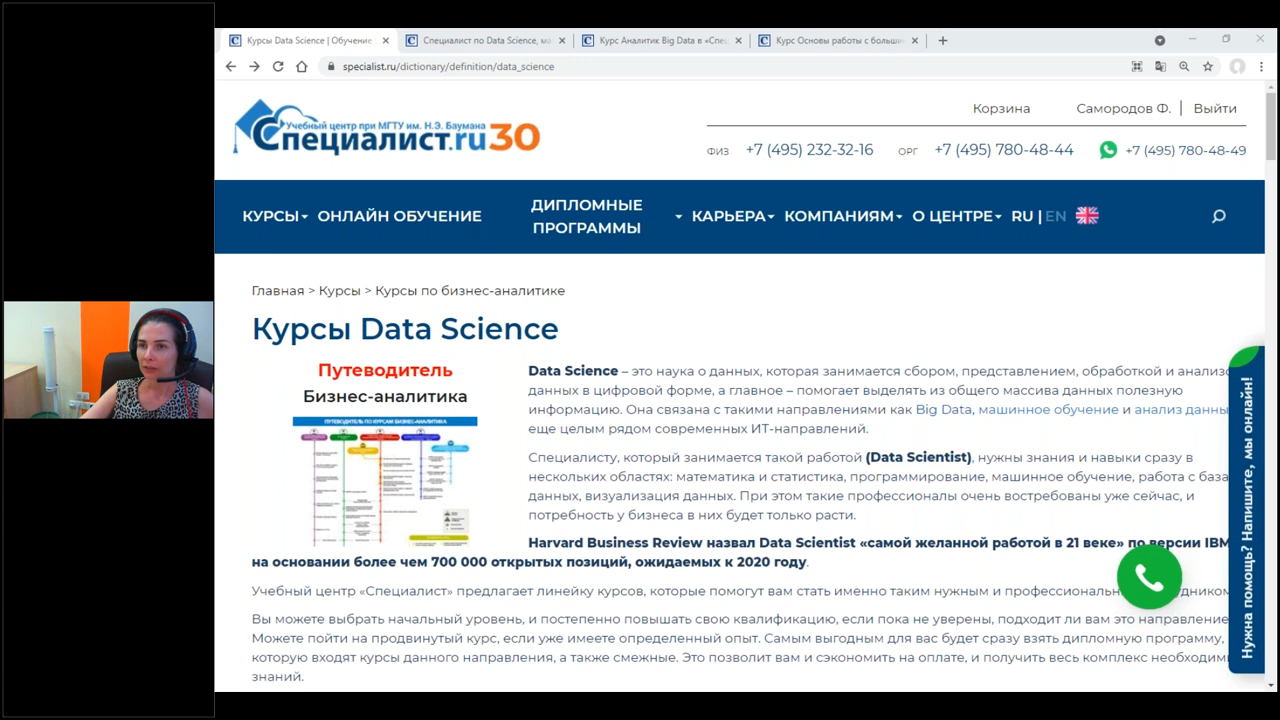 Курсы Data Science | Обучение
Специалист по Data Science, ма
Курс Аналитик Big Data в «Спец
Курс Основы работы с больши
specialist.ru/dictionary/definition/data_science
Учебный центр при МГТУ им. Н.Э. Баумана
Специалист.ru 30
Корзина Самородов Ф. | Выйти
ФИЗ +7 (495) 232-32-16 ОРГ +7 (495) 780-48-44 +7 (495) 780-48-49
КУРСЫ ОНЛАЙН ОБУЧЕНИЕ ДИПЛОМНЫЕ ПРОГРАММЫ КАРЬЕРА КОМПАНИЯМ О ЦЕНТРЕ RU | EN
Главная > Курсы > Курсы по бизнес-аналитике
Курсы Data Science
Путеводитель
Бизнес-аналитика
ПУТЕВОДИТЕЛЬ ПО КУРСАМ БИЗНЕС-АНАЛИТИКА
Data Science – это наука о данных, которая занимается сбором, представлением, обработкой и анализо
данных в цифровой форме, а главное – помогает выделять из общего массива данных полезную
информацию. Она связана с такими направлениями как Big Data, машинное обучение и анализ данны
еще целым рядом современных ИТ-направлений.
Специалисту, который занимается такой работой (Data Scientist), нужны знания и навыки сразу в
нескольких областях: математика и статистика, программирование, машинное обучение, работа с база
данных, визуализация данных. При этом такие профессионалы очень востребованы уже сейчас, и
потребность у бизнеса в них будет только расти.
Harvard Business Review назвал Data Scientist «самой желанной работой в 21 веке» по версии IBM
на основании более чем 700 000 открытых позиций, ожидаемых к 2020 году.
Учебный центр «Специалист» предлагает линейку курсов, которые помогут вам стать именно таким нужным и профессиональн
Вы можете выбрать начальный уровень, и постепенно повышать свою квалификацию, если пока не уверены, подходит ли вам это направление
Можете пойти на продвинутый курс, если уже имеете определенный опыт. Самым выгодным для вас будет сразу взять дипломную программу,
которую входят курсы данного направления, а также смежные. Это позволит вам и сэкономить на оплате, и получить весь комплекс необходим
знаний.
Нужна помощь? Напишите, мы онлайн!